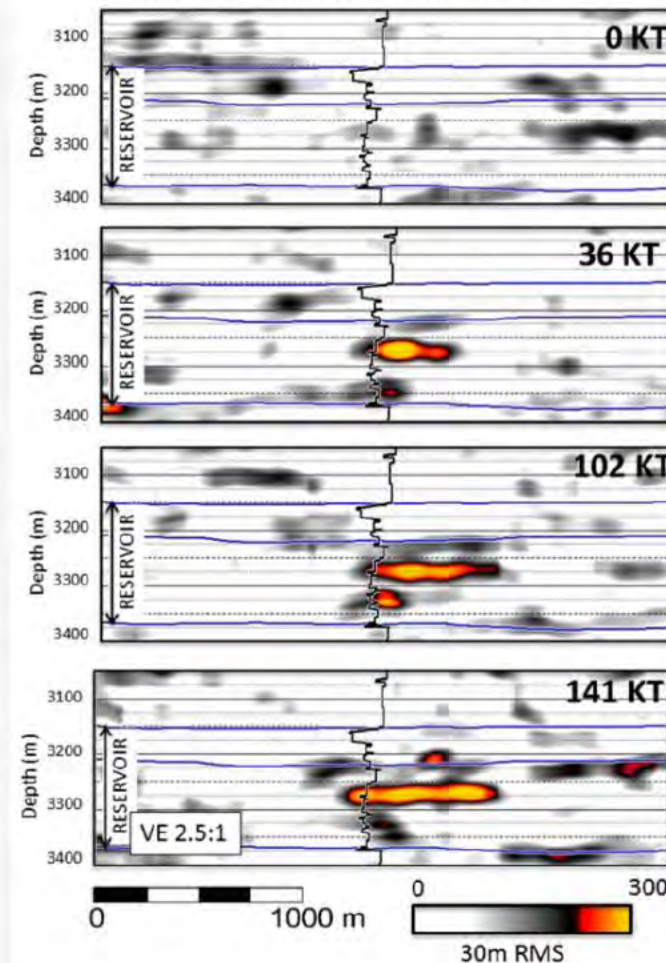 0 KT
3100
3200
3300
3400
Depth (m)
RESERVOIR
36 KT
3100
3200
3300
3400
Depth (m)
RESERVOIR
102 KT
3100
3200
3300
3400
Depth (m)
RESERVOIR
141 KT
3100
3200
3300
3400
Depth (m)
RESERVOIR
VE 2.5:1
0
1000 m
0
300
30m RMS